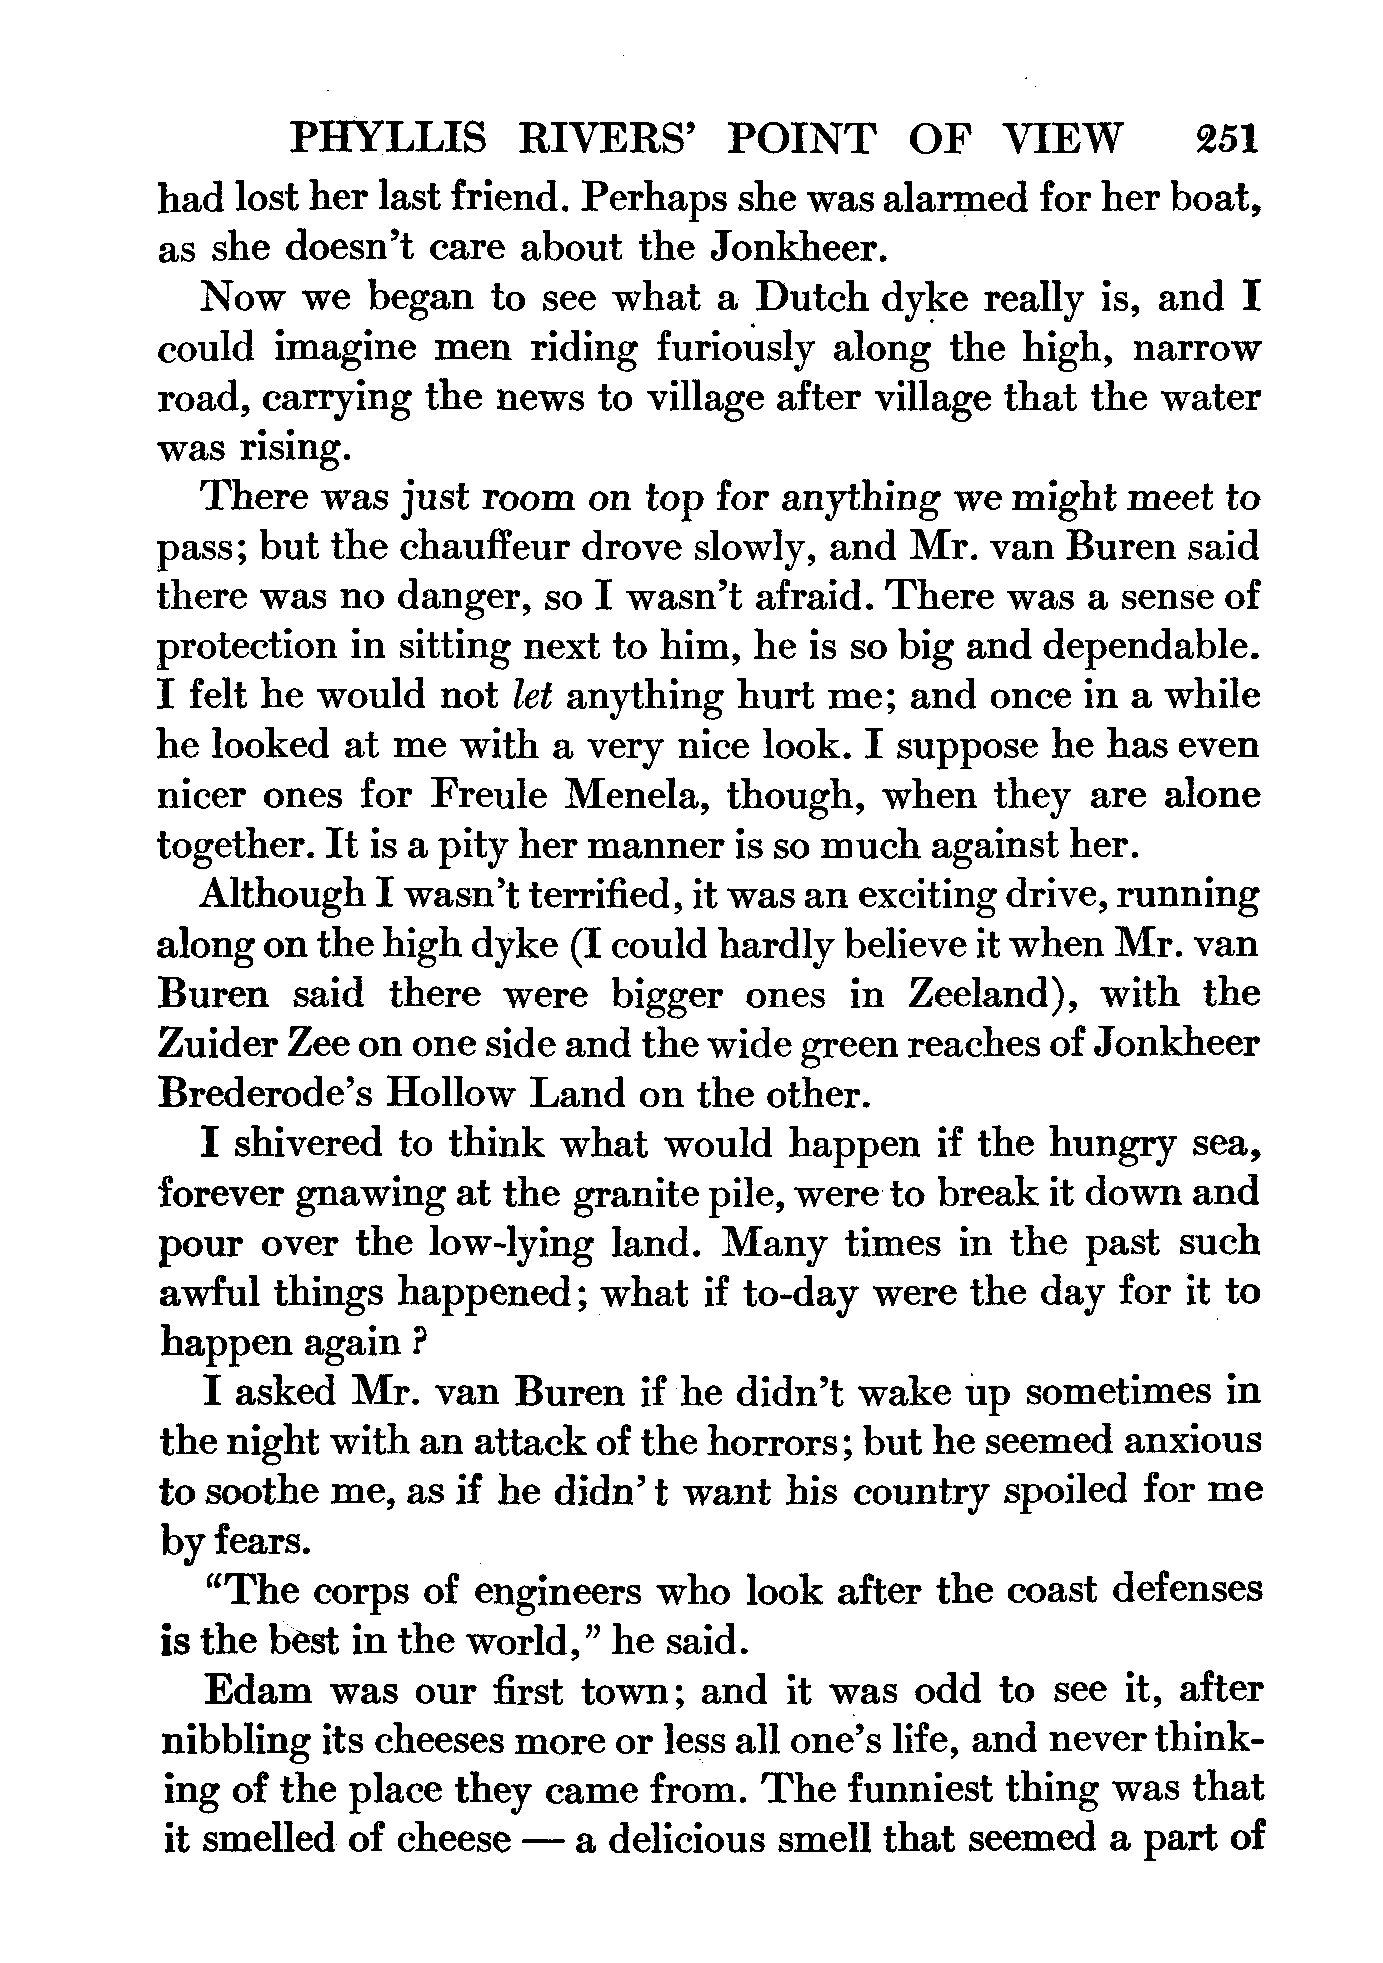 PHYLLIS RIVERS' POINT OF VIEW 251
had lost her last friend. Perhaps she was alarmed for her boat,
as she doesn't care about the Jonkheer.
Now we began to see what a Dutch dyke really is, and I
could imagine men riding furiously along the high, narrow
road, carrying the news to village after village that the water
was rising.
There was just room on top for anything we might meet to
pass; but the chauffeur drove slowly, and Mr. van Buren said
there was no danger, so I wasn't afraid. There was a sense of
protection in sitting next to him, he is so big and dependable.
I felt he would not let anything hurt me; and once in a while
he looked at me with a very nice look. I suppose he has even
nicer ones for Freule Menela, though, when they are alone
together. It is a pity her manner is so much against her.
Although I wasn't terrified, it was an exciting drive, running
along on the high dyke (I could hardly believe it when Mr. van
Buren said there were bigger ones in Zeeland), with the
Zuider Zee on one side and the wide green reaches of Jonkheer
Brederode's Hollow Land on the other.
I shivered to think what would happen if the hungry sea,
forever gnawing at the granite pile, were to break it down and
pour over the low-lying land. Many times in the past such
awful things happened; what if to-day were the day for it to
happen again?
I asked Mr. van Buren if he didn't wake up sometimes in
the night with an attack of the horrors; but he seemed anxious
to soothe me, as if he didn't want his country spoiled for me
by fears.
"The corps of engineers who look after the coast defenses
is the best in the world," he said.
Edam was our first town; and it was odd to see it, after
nibbling its cheeses more or less all one's life, and never think-
ing of the place they came from. The funniest thing was that
it smelled of cheese — a delicious smell that seemed a part of